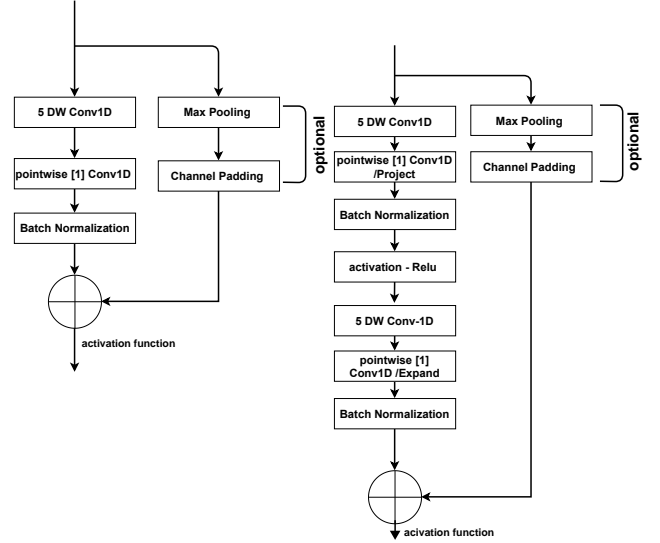 5 DW Conv1D
Max Pooling
pointwise [1] Conv1D
Channel Padding
optional
Batch Normalization
activation function
5 DW Conv1D
Max Pooling
pointwise [1] Conv1D
/Project
Channel Padding
optional
Batch Normalization
activation - Relu
5 DW Conv-1D
pointwise [1]
Conv1D /Expand
Batch Normalization
acivation function